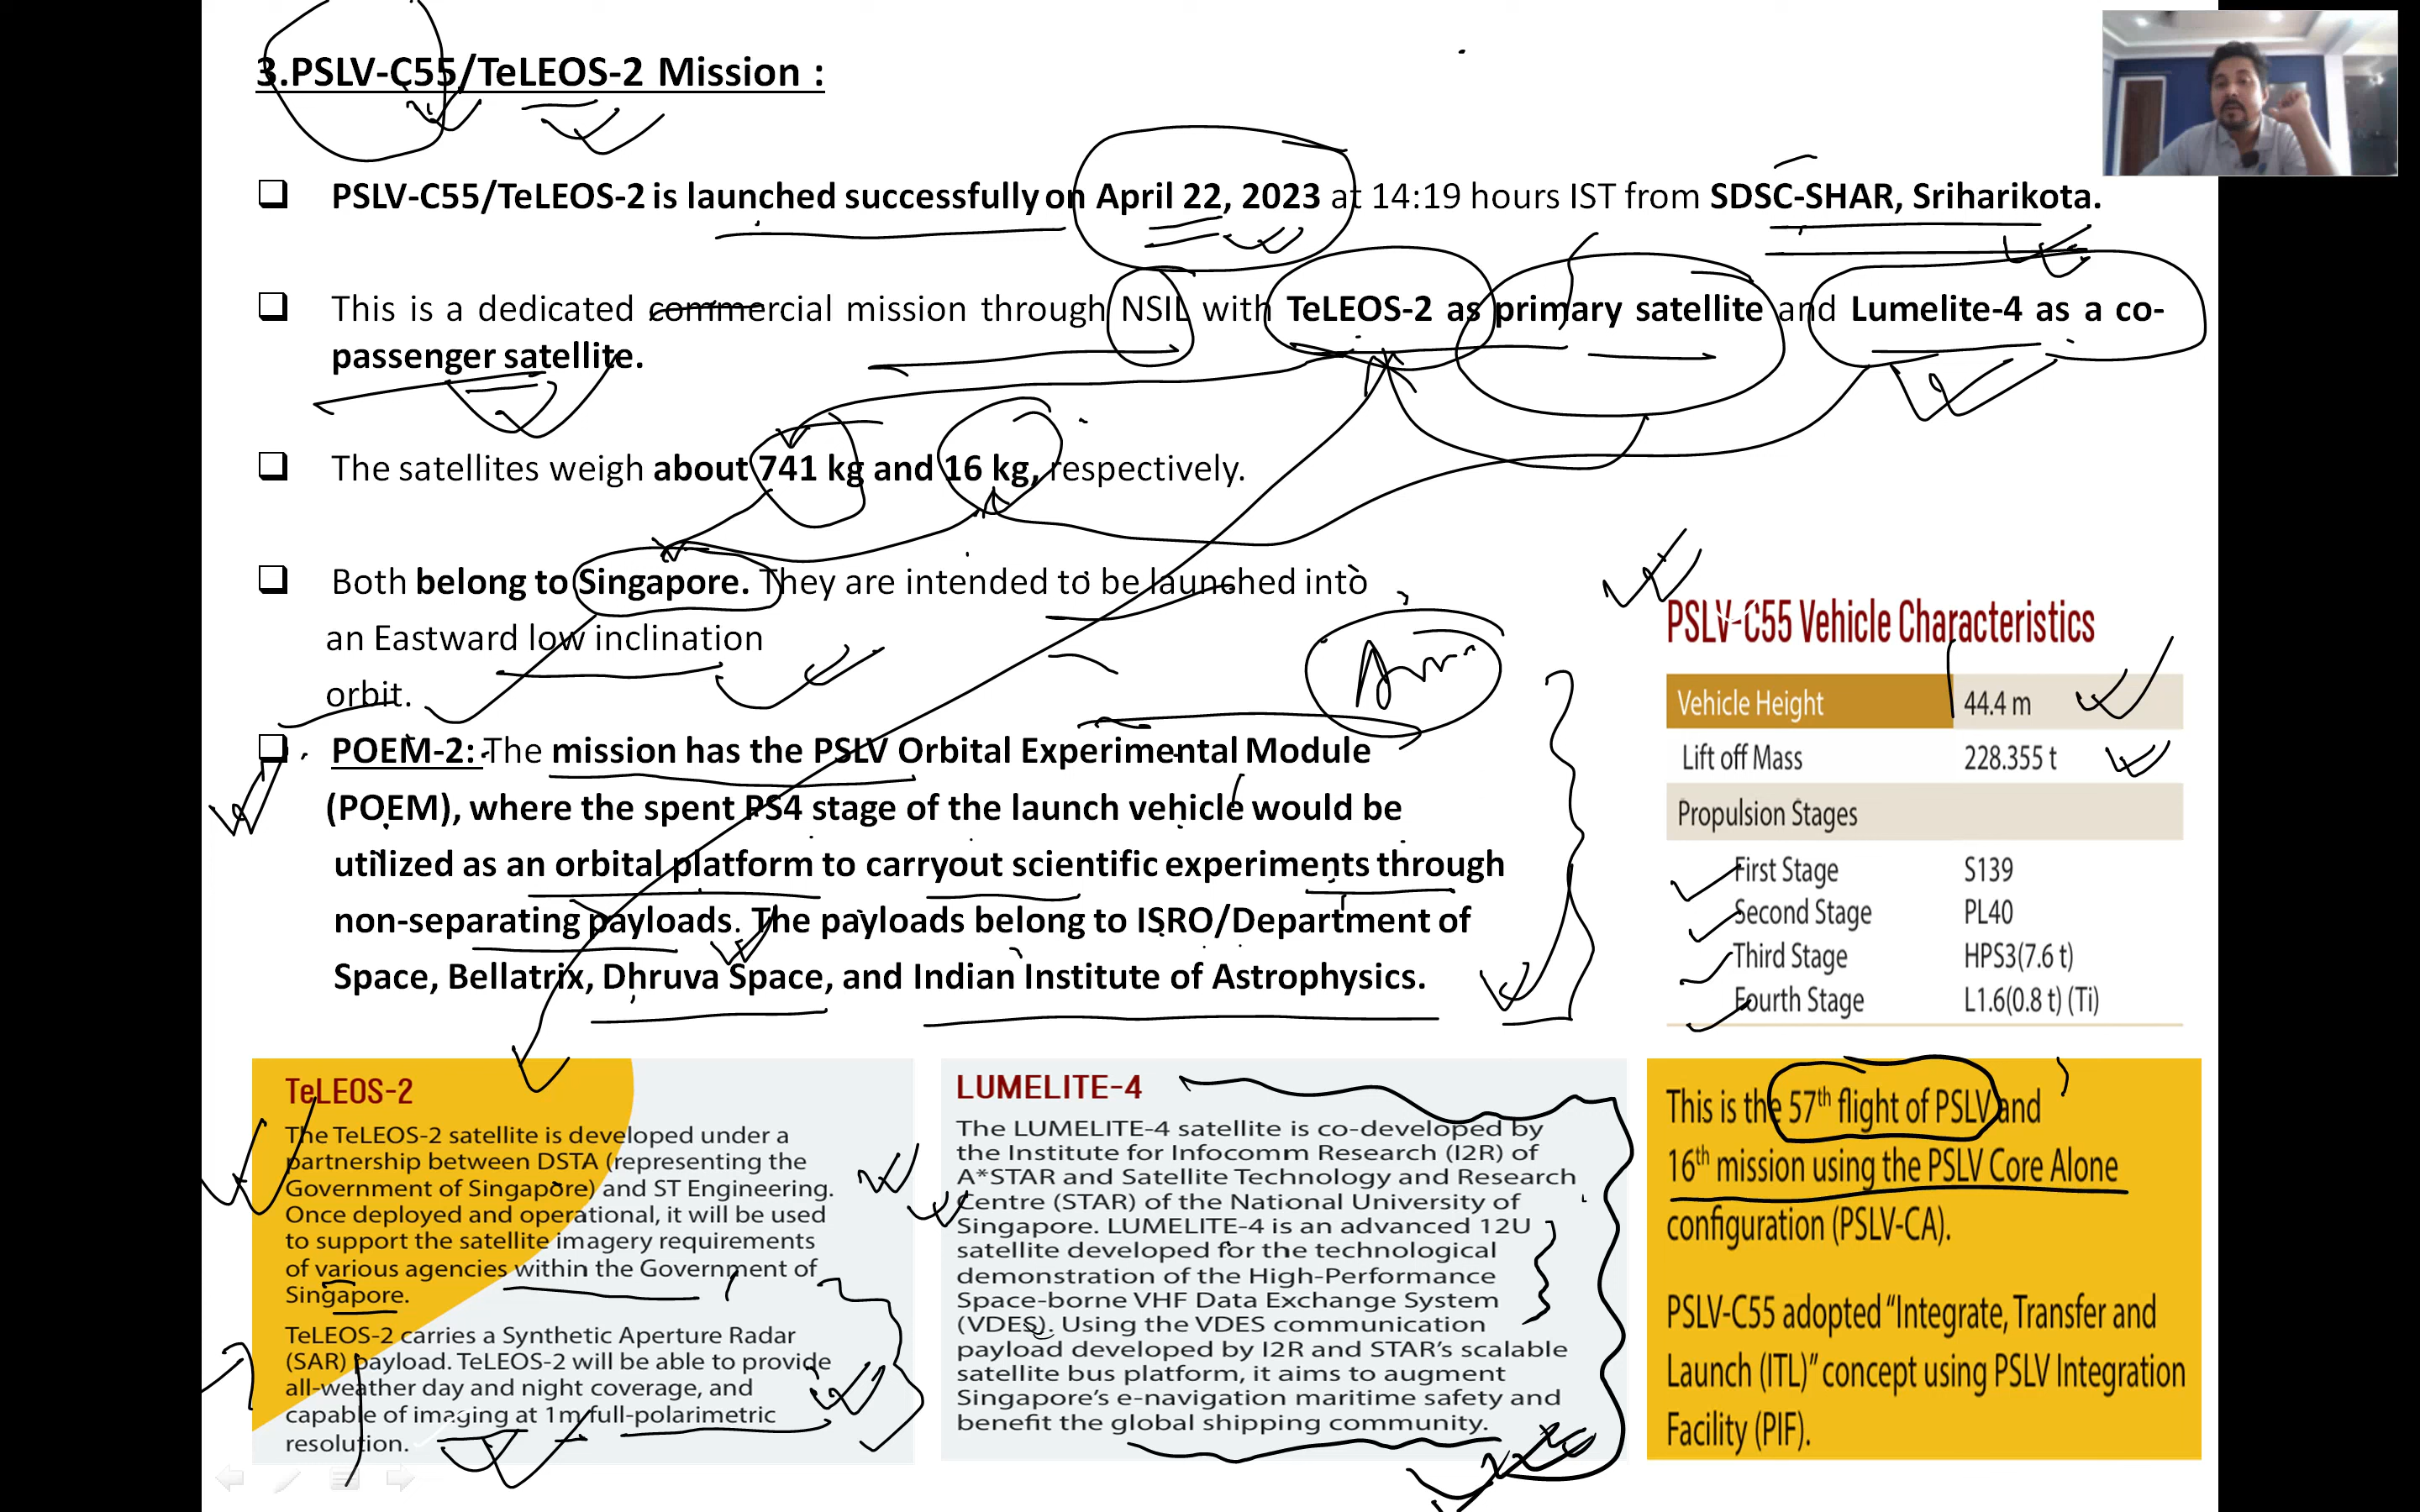 3.PSLV-C55/TeLEOS-2 Mission :
PSLV-C55/TeLEOS-2 is launched successfully on April 22, 2023 at 14:19 hours IST from SDSC-SHAR, Sriharikota.
This is a dedicated commercial mission through NSIL with TeLEOS-2 as primary satellite and Lumelite-4 as a co-
passenger satellite.
The satellites weigh about 741 kg and 16 kg, respectively.
Both belong to Singapore. They are intended to be launched into
an Eastward low inclination
orbit.
POEM-2: The mission has the PSLV Orbital Experimental Module
(POEM), where the spent PS4 stage of the launch vehicle would be
utilized as an orbital platform to carryout scientific experiments through
non-separating payloads. The payloads belong to ISRO/Department of
Space, Bellatrix, Dhruva Space, and Indian Institute of Astrophysics.
PSLV-C55 Vehicle Characteristics
Vehicle Height 44.4 m
Lift off Mass 228.355 t
Propulsion Stages
First Stage S139
Second Stage PL40
Third Stage HPS3(7.6 t)
Fourth Stage L1.6(0.8 t) (Ti)
TeLEOS-2
The TeLEOS-2 satellite is developed under a
partnership between DSTA (representing the
Government of Singapore) and ST Engineering.
Once deployed and operational, it will be used
to support the satellite imagery requirements
of various agencies within the Government of
Singapore.
TeLEOS-2 carries a Synthetic Aperture Radar
(SAR) payload. TeLEOS-2 will be able to provide
all-weather day and night coverage, and
capable of imaging at 1m full-polarimetric
resolution.
LUMELITE-4
The LUMELITE-4 satellite is co-developed by
the Institute for Infocomm Research (I2R) of
A*STAR and Satellite Technology and Research
Centre (STAR) of the National University of
Singapore. LUMELITE-4 is an advanced 12U
satellite developed for the technological
demonstration of the High-Performance
Space-borne VHF Data Exchange System
(VDES). Using the VDES communication
payload developed by I2R and STAR's scalable
satellite bus platform, it aims to augment
Singapore's e-navigation maritime safety and
benefit the global shipping community.
This is the 57th flight of PSLV and
16th mission using the PSLV Core Alone
configuration (PSLV-CA).
PSLV-C55 adopted "Integrate, Transfer and
Launch (ITL)" concept using PSLV Integration
Facility (PIF).